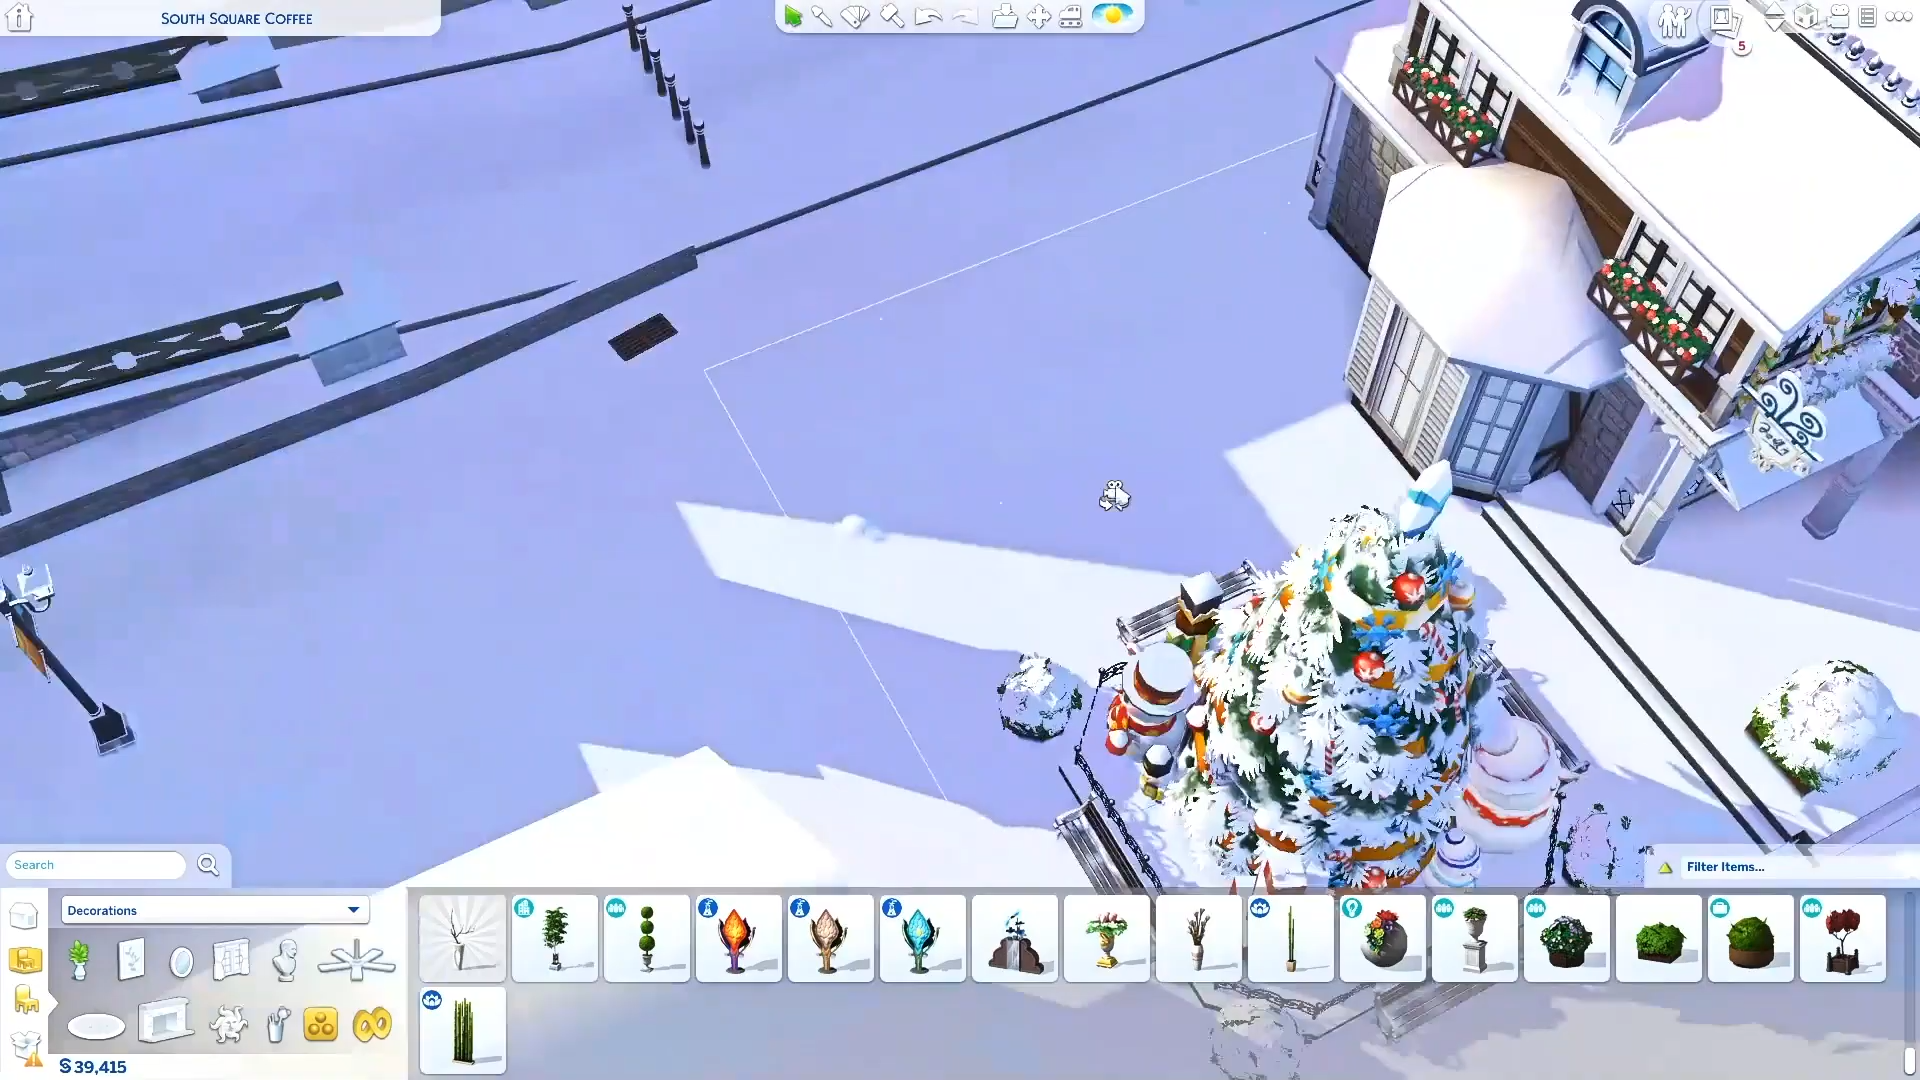 SOUTH SQUARE COFFEE
5
Search
Filter Items...
Decorations
§39,415